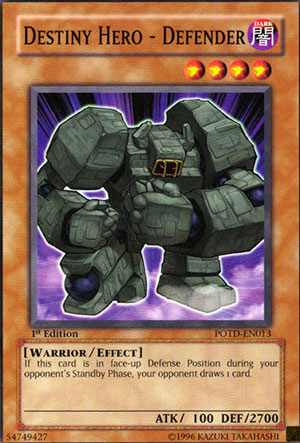 DESTINY HERO - DEFENDER
DARK
闇
1st Edition
POTD-EN013
[WARRIOR/EFFECT]
If this card is in face-up Defense Position during your
opponent's Standby Phase, your opponent draws 1 card.
ATK/ 100 DEF/2700
54749427
©1996 KAZUKI TAKAHASHI